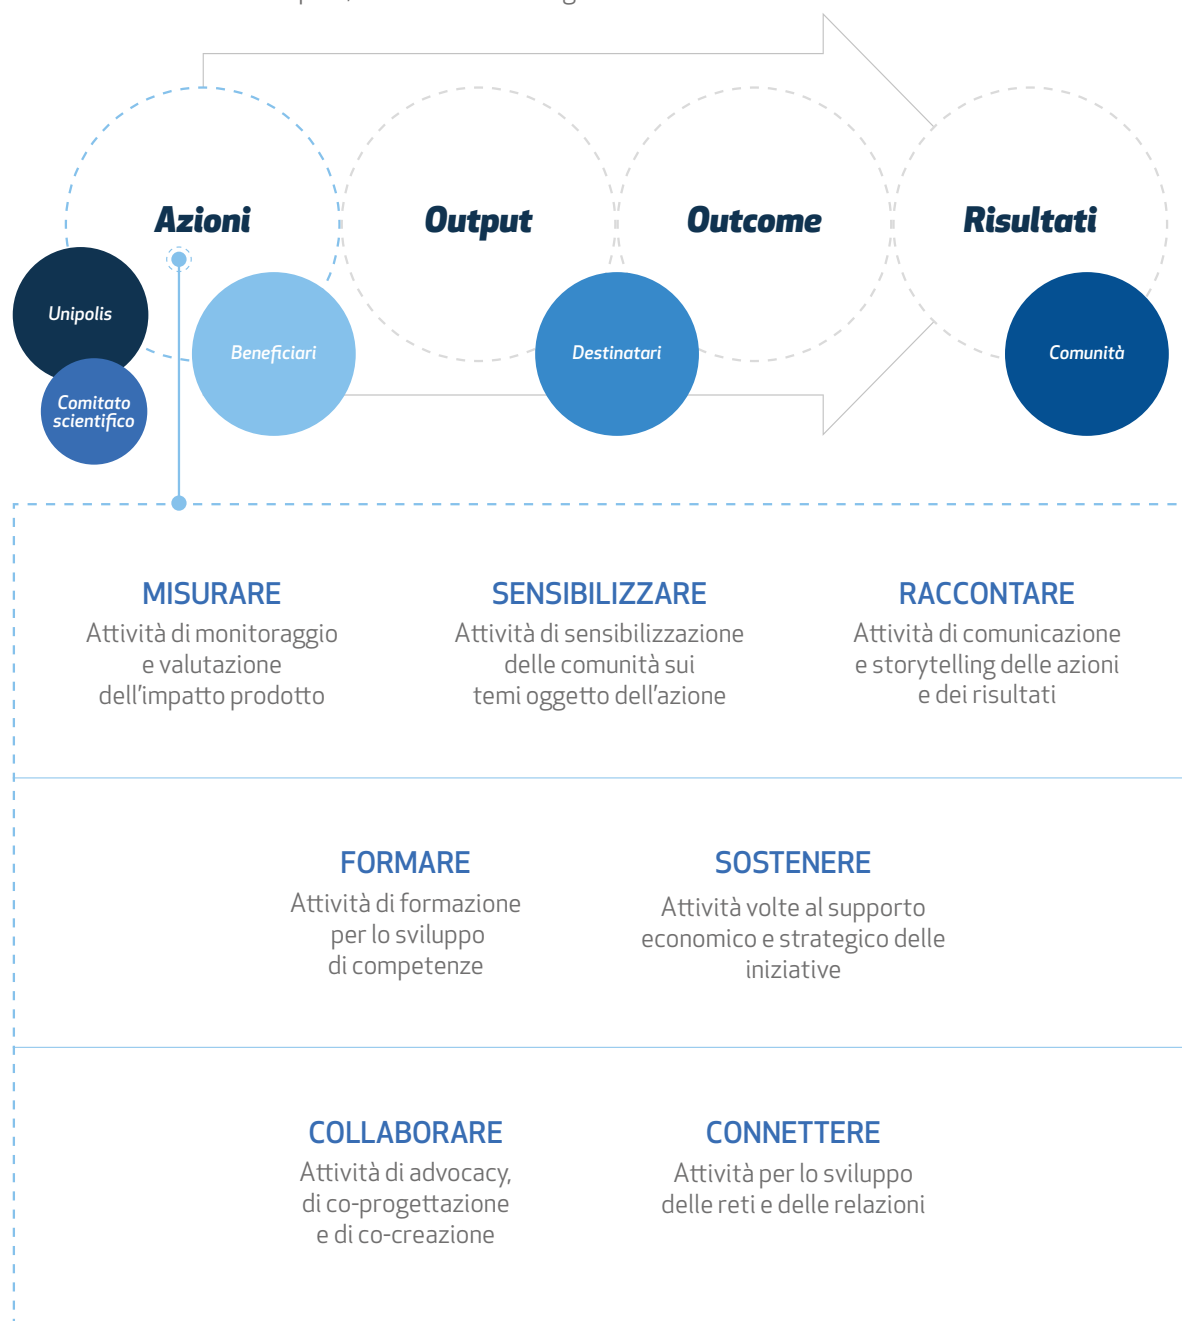 Azioni
Output
Outcome
Risultati
Unipolis
Beneficiari
Destinatari
Comunità
Comitato
scientifico
MISURARE
Attività di monitoraggio
e valutazione
dell'impatto prodotto
SENSIBILIZZARE
Attività di sensibilizzazione
delle comunità sui
temi oggetto dell'azione
RACCONTARE
Attività di comunicazione
e storytelling delle azioni
e dei risultati
FORMARE
Attività di formazione
per lo sviluppo
di competenze
SOSTENERE
Attività volte al supporto
economico e strategico delle
iniziative
COLLABORARE
Attività di advocacy,
di co-progettazione
e di co-creazione
CONNETTERE
Attività per lo sviluppo
delle reti e delle relazioni